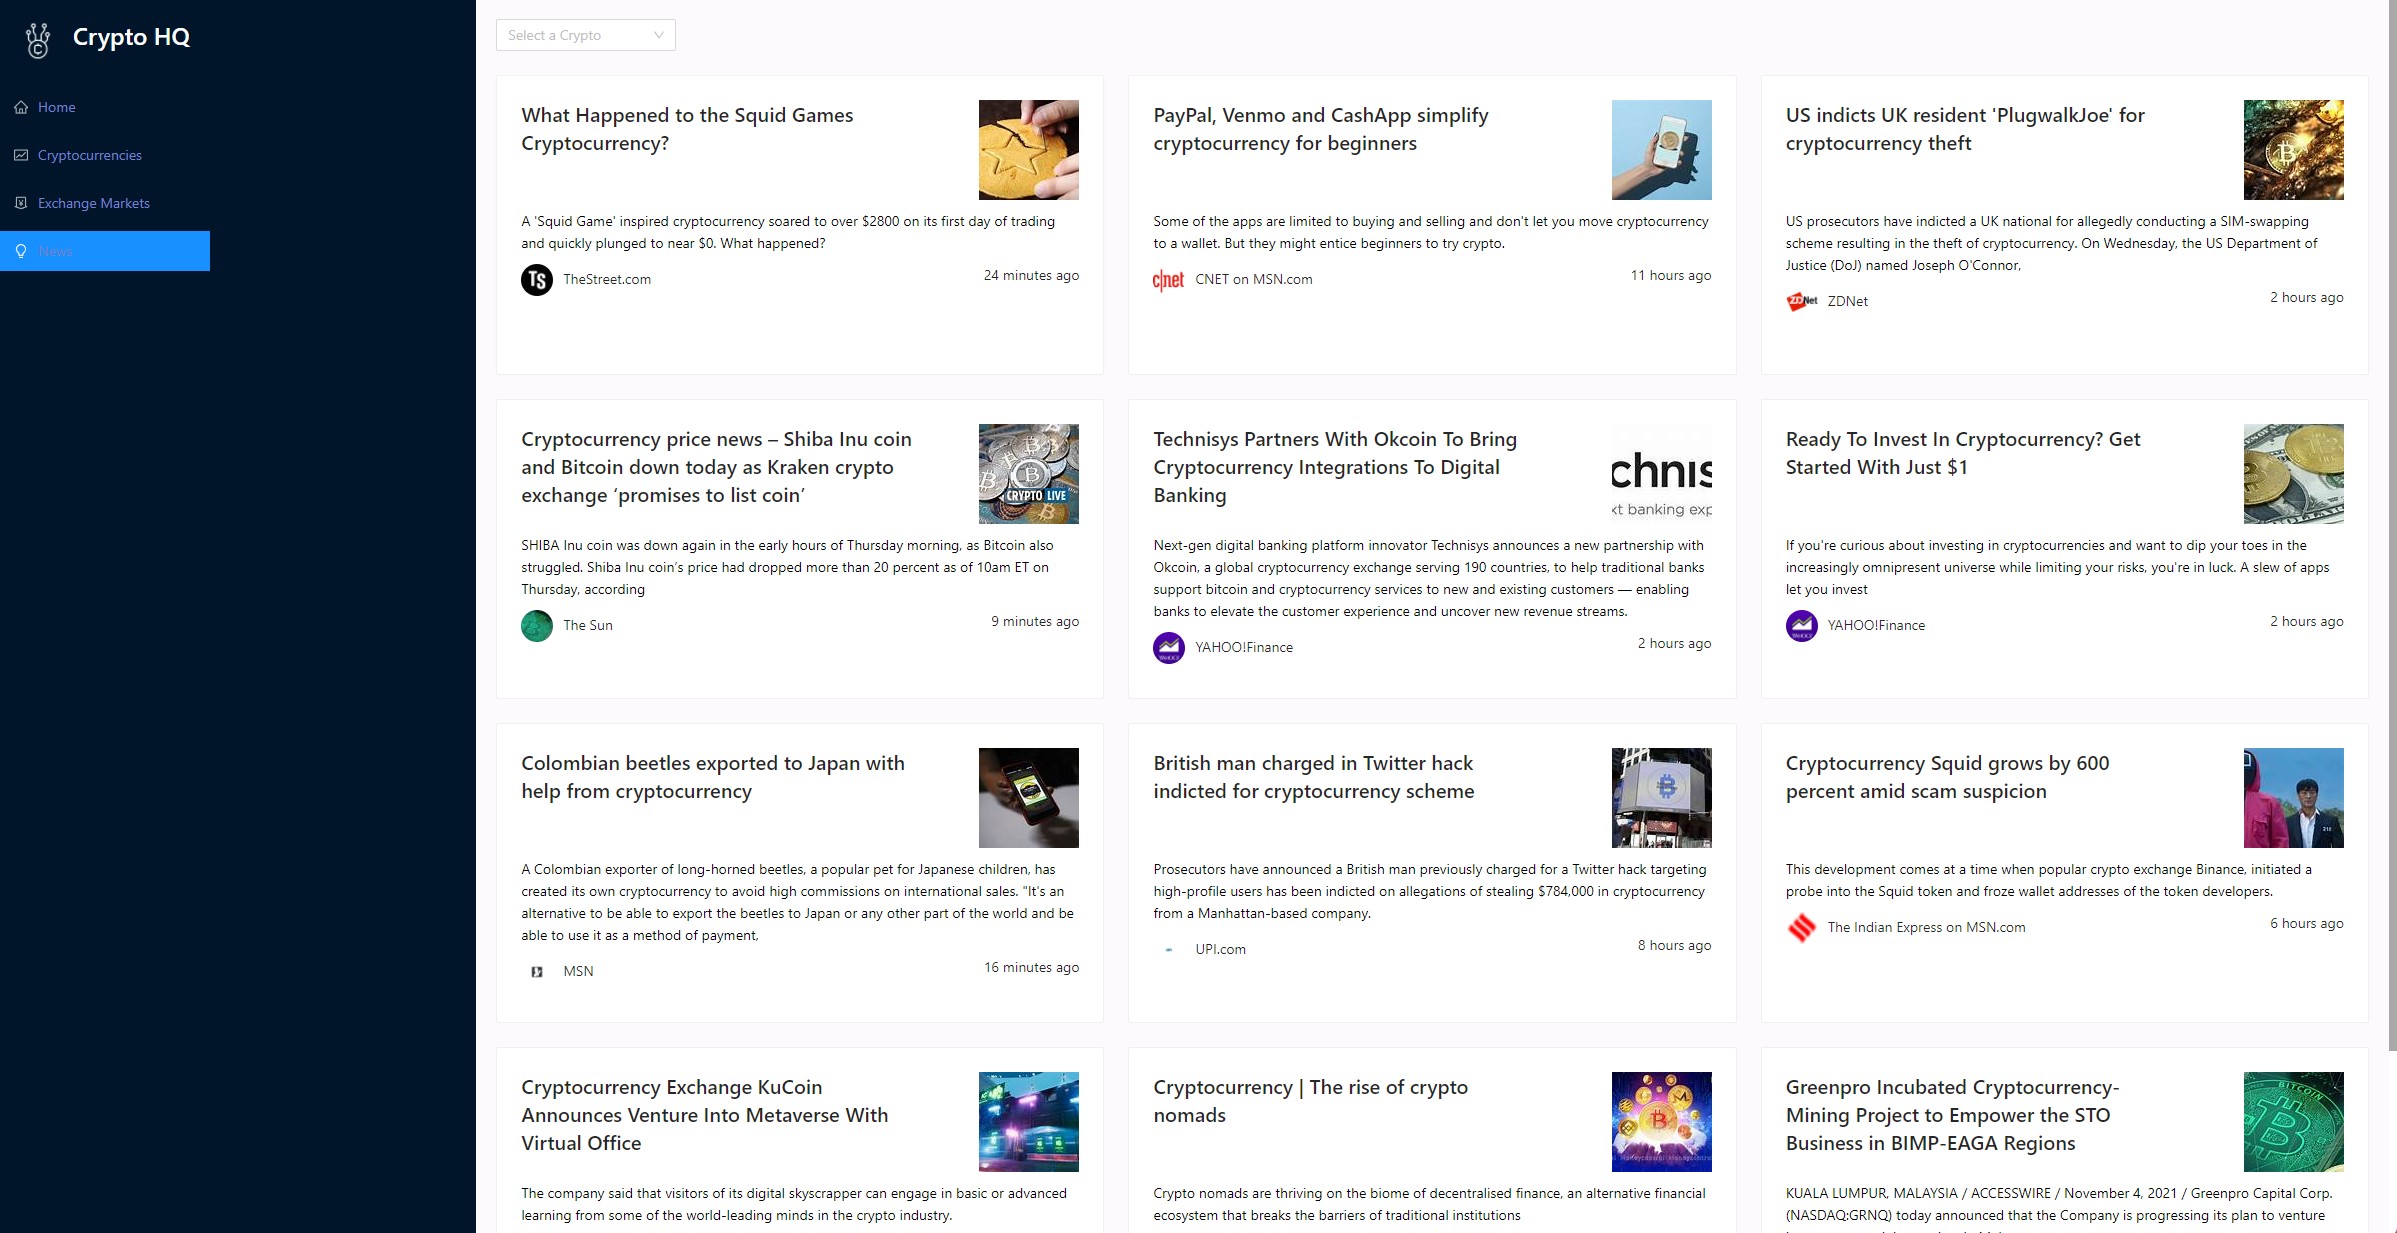 Crypto HQ
Home
Cryptocurrencies
Exchange Markets
News
Select a Crypto
What Happened to the Squid Games
Cryptocurrency?
A 'Squid Game' inspired cryptocurrency soared to over $2800 on its first day of trading
and quickly plunged to near $0. What happened?
Ts
TheStreet.com
24 minutes ago
PayPal, Venmo and CashApp simplify
cryptocurrency for beginners
Some of the apps are limited to buying and selling and don't let you move cryptocurrency
to a wallet. But they might entice beginners to try crypto.
c|net
CNET on MSN.com
11 hours ago
US indicts UK resident 'PlugwalkJoe' for
cryptocurrency theft
US prosecutors have indicted a UK national for allegedly conducting a SIM-swapping
scheme resulting in the theft of cryptocurrency. On Wednesday, the US Department of
Justice (DoJ) named Joseph O'Connor,
ZDNet
ZDNet
2 hours ago
Cryptocurrency price news – Shiba Inu coin
and Bitcoin down today as Kraken crypto
exchange ‘promises to list coin’
CRYPTO LIVE
SHIBA Inu coin was down again in the early hours of Thursday morning, as Bitcoin also
struggled. Shiba Inu coin’s price had dropped more than 20 percent as of 10am ET on
Thursday, according
The Sun
9 minutes ago
Technisys Partners With Okcoin To Bring
Cryptocurrency Integrations To Digital
Banking
chnis
xt banking exp
Next-gen digital banking platform innovator Technisys announces a new partnership with
Okcoin, a global cryptocurrency exchange serving 190 countries, to help traditional banks
support bitcoin and cryptocurrency services to new and existing customers — enabling
banks to elevate the customer experience and uncover new revenue streams.
YAHOO!Finance
2 hours ago
Ready To Invest In Cryptocurrency? Get
Started With Just $1
If you're curious about investing in cryptocurrencies and want to dip your toes in the
increasingly omnipresent universe while limiting your risks, you're in luck. A slew of apps
let you invest
YAHOO!Finance
2 hours ago
Colombian beetles exported to Japan with
help from cryptocurrency
A Colombian exporter of long-horned beetles, a popular pet for Japanese children, has
created its own cryptocurrency to avoid high commissions on international sales. "It's an
alternative to be able to export the beetles to Japan or any other part of the world and be
able to use it as a method of payment,
MSN
16 minutes ago
British man charged in Twitter hack
indicted for cryptocurrency scheme
Prosecutors have announced a British man previously charged for a Twitter hack targeting
high-profile users has been indicted on allegations of stealing $784,000 in cryptocurrency
from a Manhattan-based company.
UPI.com
8 hours ago
Cryptocurrency Squid grows by 600
percent amid scam suspicion
This development comes at a time when popular crypto exchange Binance, initiated a
probe into the Squid token and froze wallet addresses of the token developers.
The Indian Express on MSN.com
6 hours ago
Cryptocurrency Exchange KuCoin
Announces Venture Into Metaverse With
Virtual Office
The company said that visitors of its digital skyscrapper can engage in basic or advanced
learning from some of the world-leading minds in the crypto industry.
Cryptocurrency | The rise of crypto
nomads
Crypto nomads are thriving on the biome of decentralised finance, an alternative financial
ecosystem that breaks the barriers of traditional institutions
Greenpro Incubated Cryptocurrency-
Mining Project to Empower the STO
Business in BIMP-EAGA Regions
BITCOIN
KUALA LUMPUR, MALAYSIA / ACCESSWIRE / November 4, 2021 / Greenpro Capital Corp.
(NASDAQ:GRNQ) today announced that the Company is progressing its plan to venture